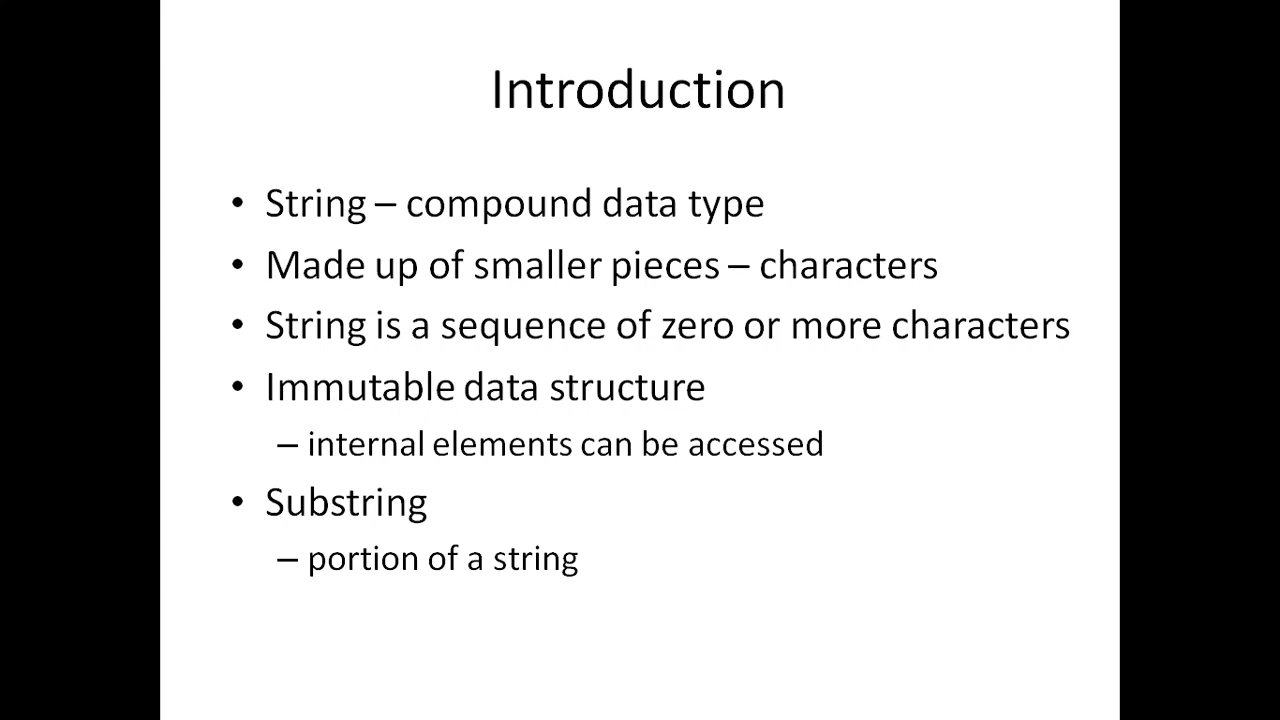 Introduction
• String – compound data type
• Made up of smaller pieces – characters
• String is a sequence of zero or more characters
• Immutable data structure
– internal elements can be accessed
• Substring
– portion of a string